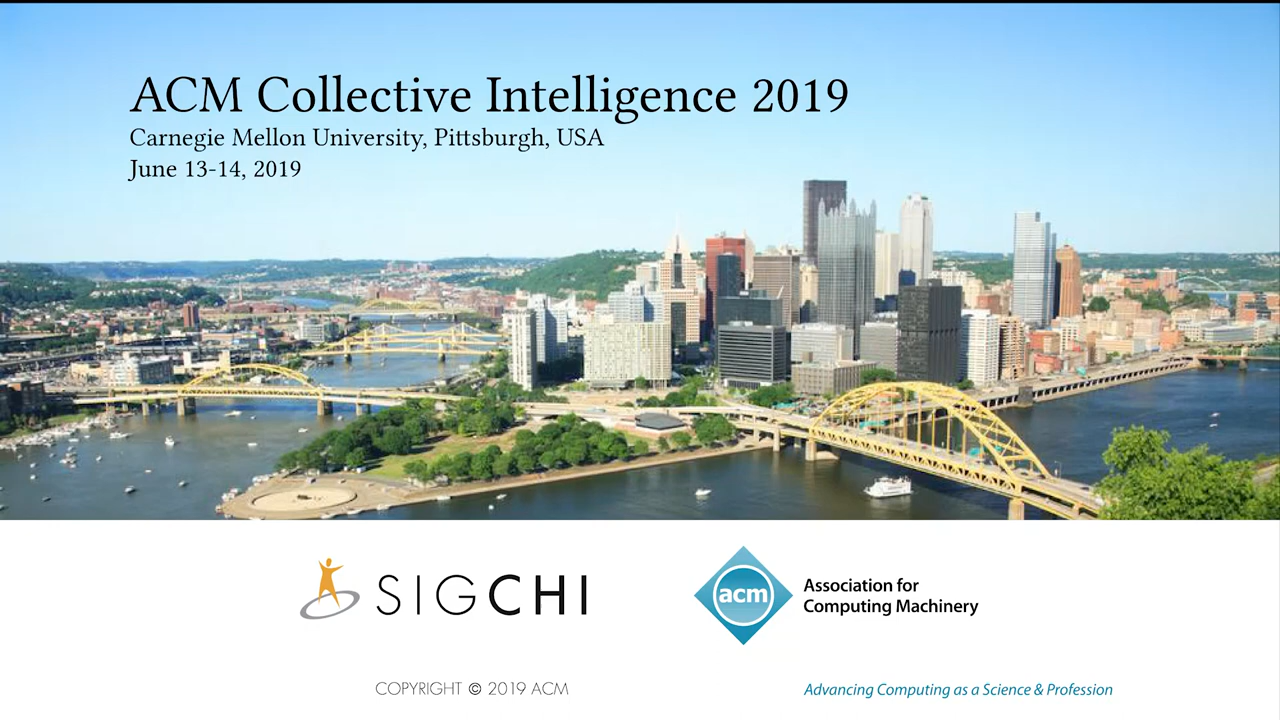 ACM Collective Intelligence 2019
Carnegie Mellon University, Pittsburgh, USA
June 13-14, 2019
SIGCHI
acm
Association for
Computing Machinery
COPYRIGHT © 2019 ACM
Advancing Computing as a Science & Profession